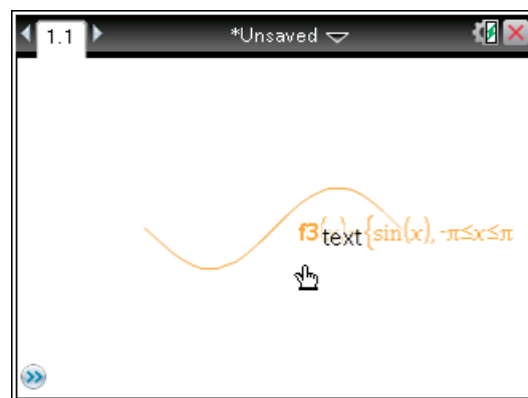 1.1 *Unsaved
f3 text {sin(x), -π≤x≤π